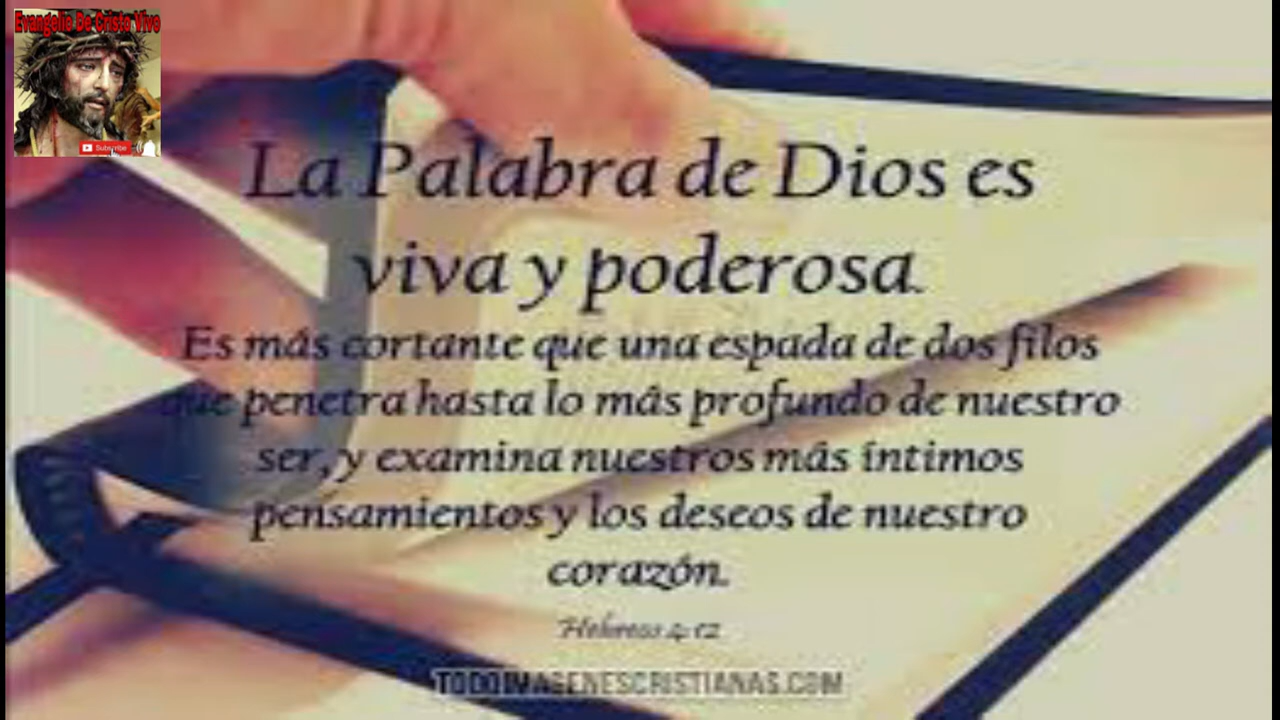 Evangelio De Cristo Vivo
Subscribe
La Palabra de Dios es
viva y poderosa.
Es más cortante que una espada de dos filos
que penetra hasta lo más profundo de nuestro
ser, y examina nuestros más íntimos
pensamientos y los deseos de nuestro
corazón.
Hebreos 4:12
TODOIMAGENESCRISTIANAS.COM